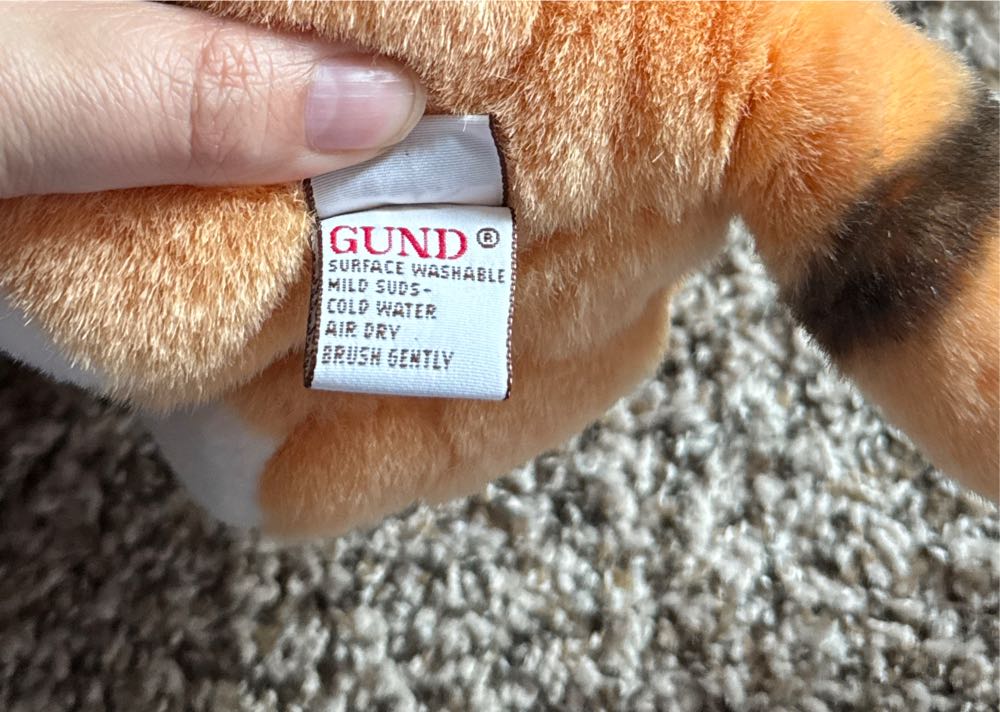 GUND ®
SURFACE WASHABLE
MILD SUDS-
COLD WATER
AIR DRY
BRUSH GENTLY